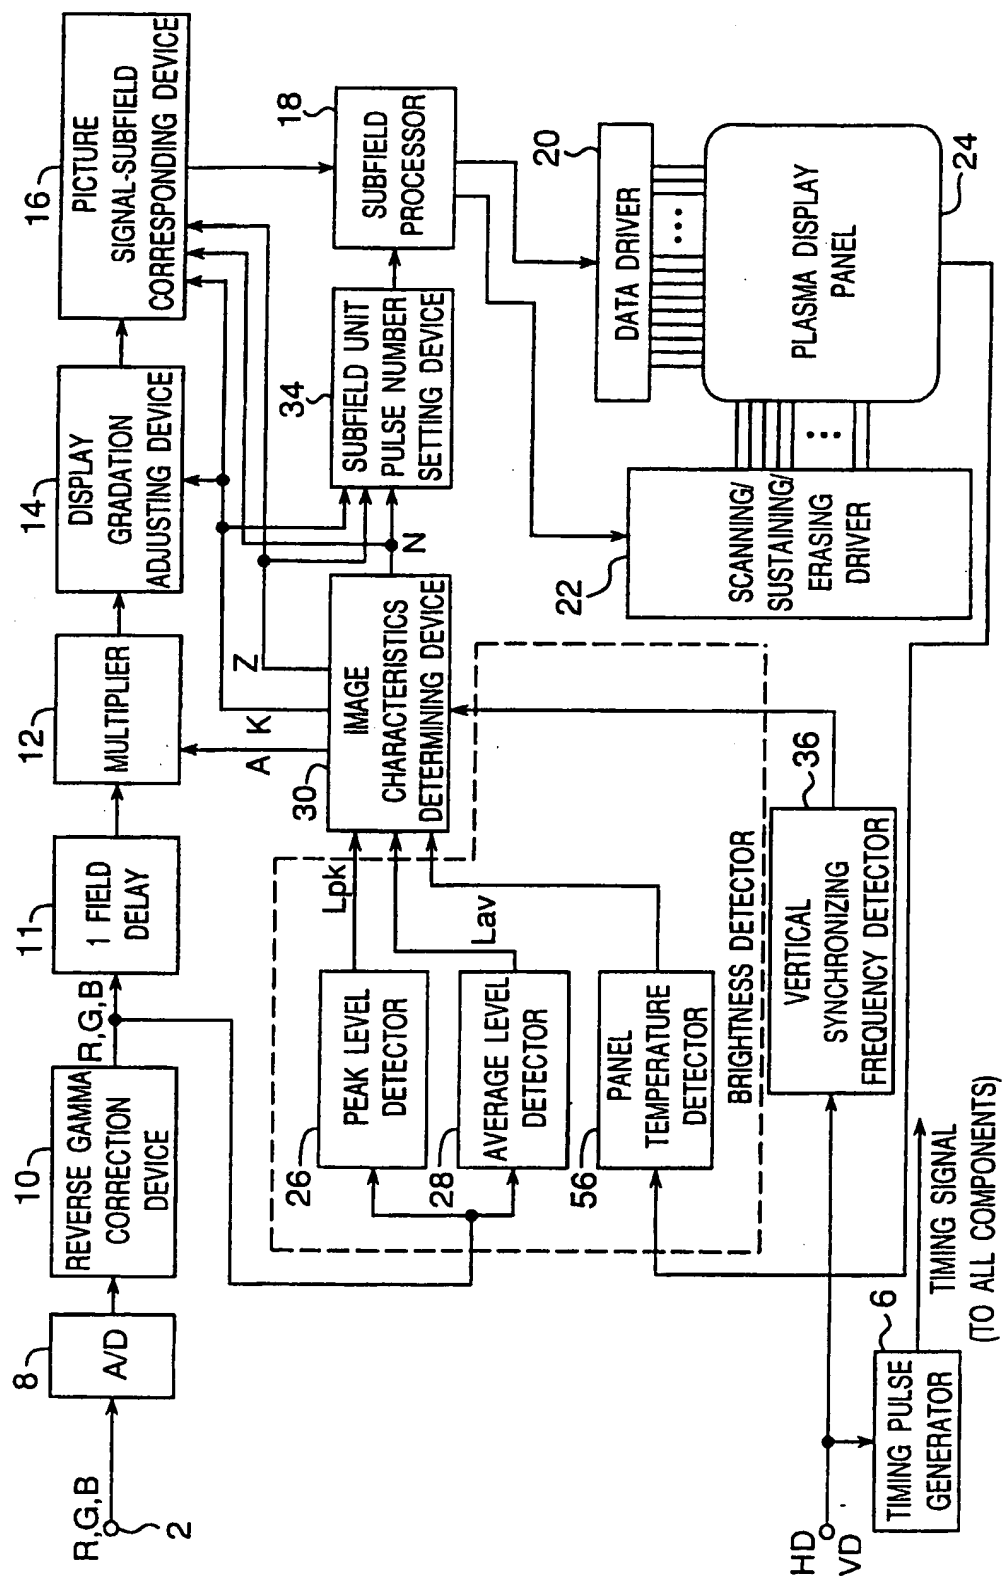 R,G,B
2
8
A/D
10
REVERSE GAMMA
CORRECTION
DEVICE
R,G,B
11
1 FIELD
DELAY
12
MULTIPLIER
14
DISPLAY
GRADATION
ADJUSTING DEVICE
16
PICTURE
SIGNAL-SUBFIELD
CORRESPONDING DEVICE
A
K
Z
N
26
PEAK LEVEL
DETECTOR
Lpk
28
AVERAGE LEVEL
DETECTOR
Lav
56
PANEL
TEMPERATURE
DETECTOR
BRIGHTNESS DETECTOR
30
IMAGE
CHARACTERISTICS
DETERMINING DEVICE
34
SUBFIELD UNIT
PULSE NUMBER
SETTING DEVICE
18
SUBFIELD
PROCESSOR
20
DATA DRIVER
22
SCANNING/
SUSTAINING/
ERASING
DRIVER
24
PLASMA DISPLAY
PANEL
36
VERTICAL
SYNCHRONIZING
FREQUENCY DETECTOR
HD
VD
6
TIMING PULSE
GENERATOR
TIMING SIGNAL
(TO ALL COMPONENTS)